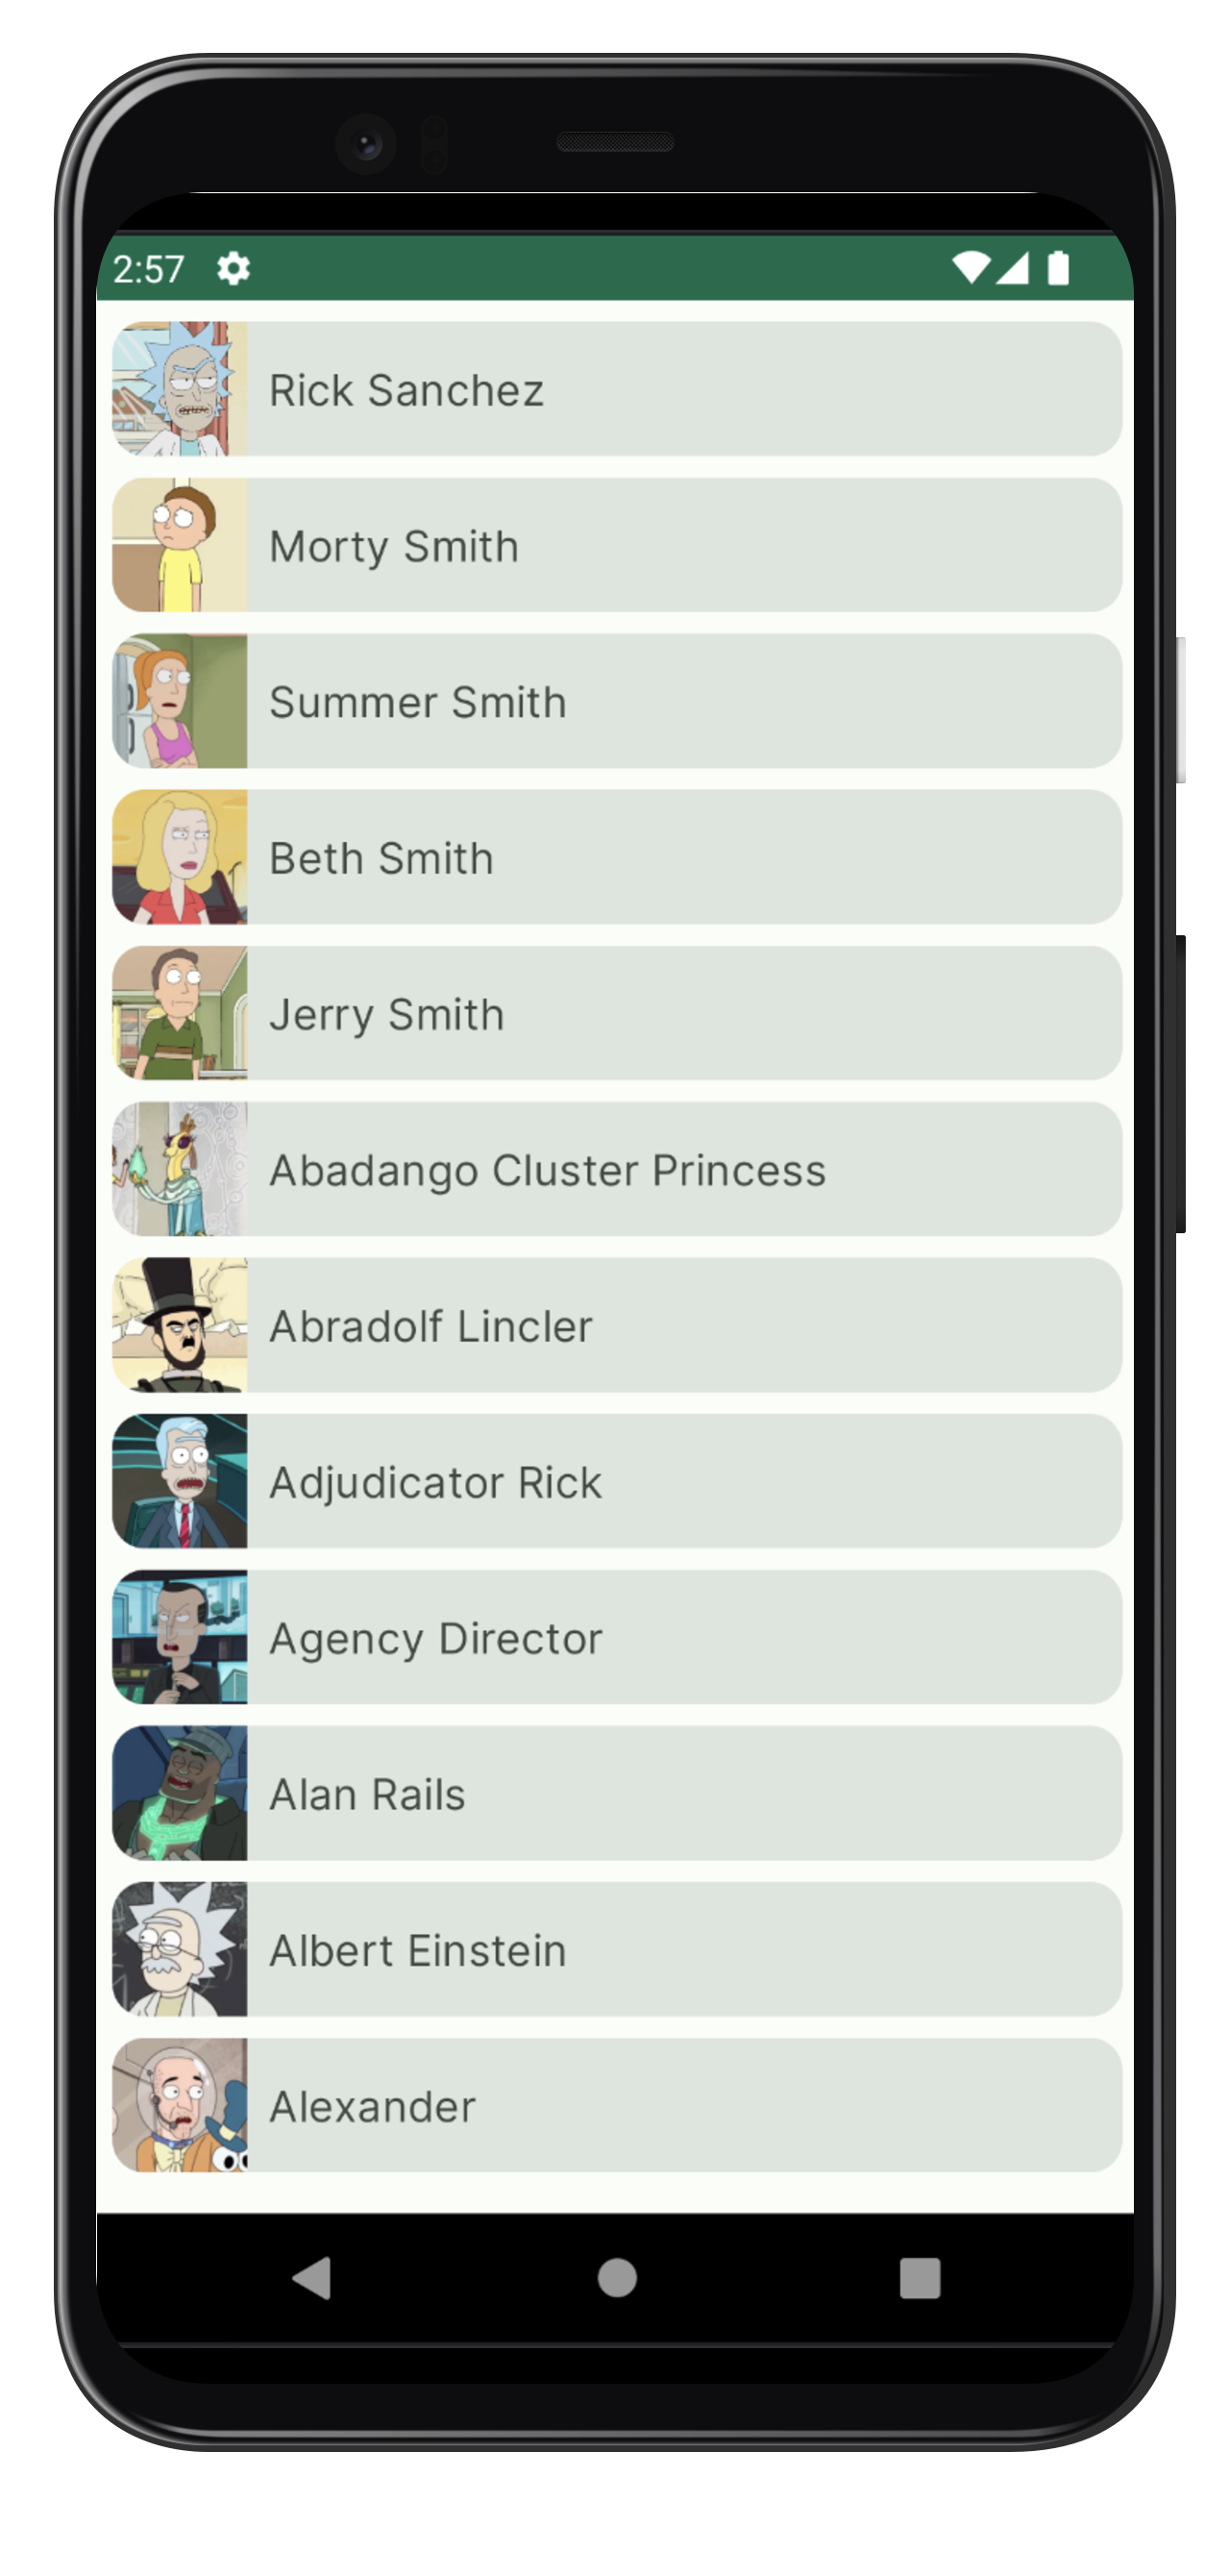 2:57
Rick Sanchez
Morty Smith
Summer Smith
Beth Smith
Jerry Smith
Abadango Cluster Princess
Abradolf Lincler
Adjudicator Rick
Agency Director
Alan Rails
Albert Einstein
Alexander